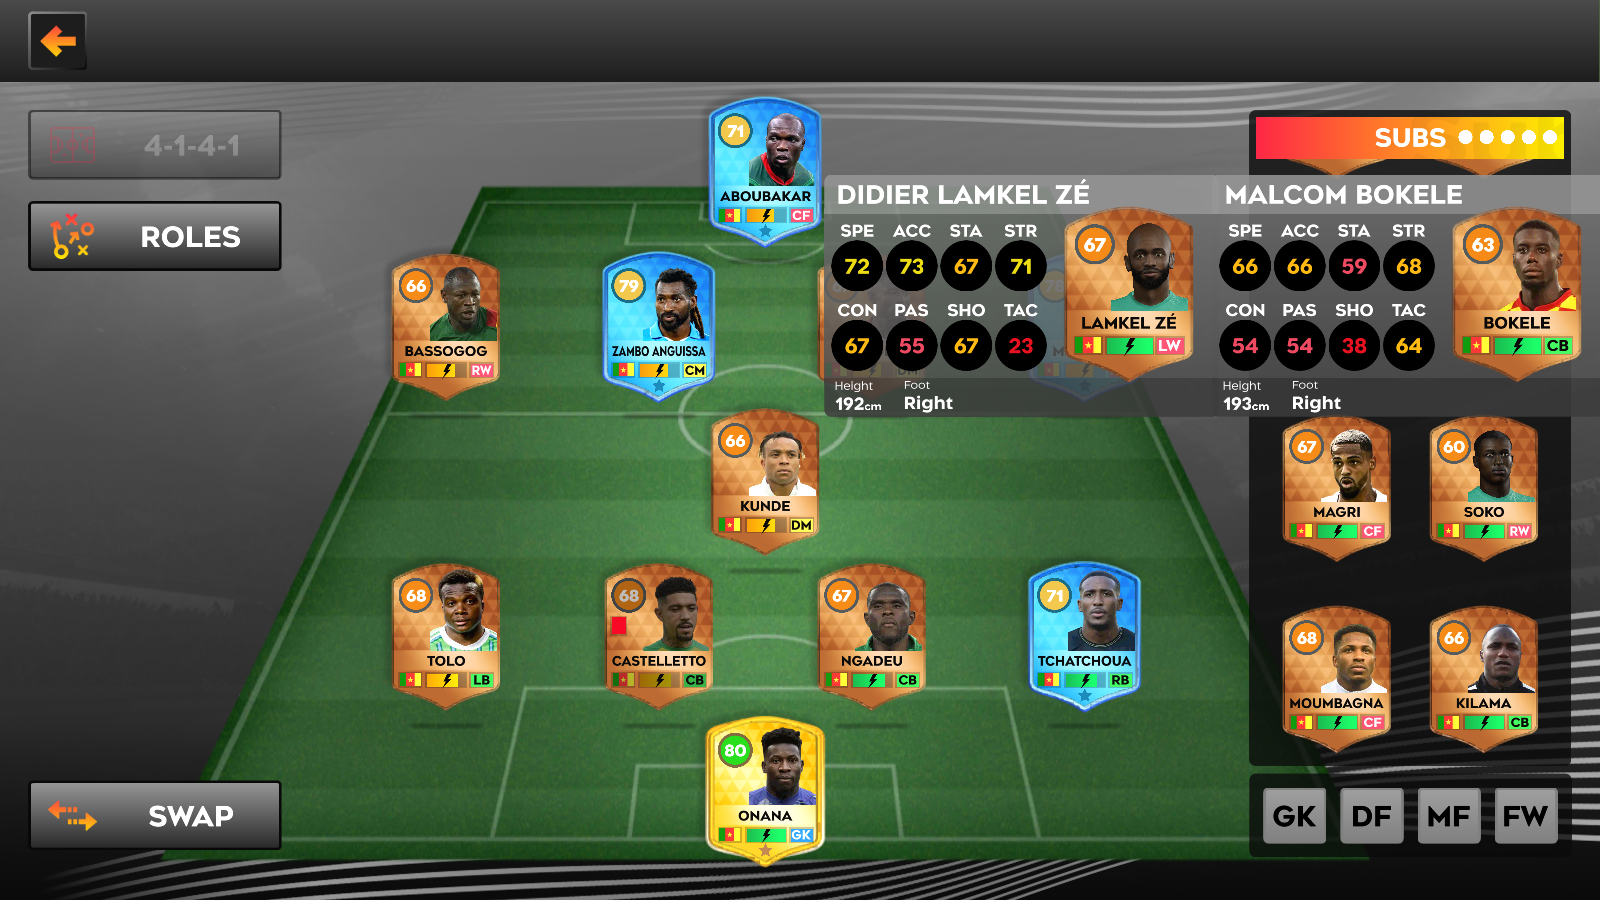 4-1-4-1
ROLES
SWAP
SUBS
71
ABOUBAKAR
CF
66
BASSOGOG
RW
79
ZAMBO ANGUISSA
CM
DIDIER LAMKEL ZÉ
SPE ACC STA STR
72 73 67 71
CON PAS SHO TAC
67 55 67 23
Height Foot
192cm Right
67
LAMKEL ZÉ
LW
MALCOM BOKELE
SPE ACC STA STR
66 66 59 68
CON PAS SHO TAC
54 54 38 64
Height Foot
193cm Right
63
BOKELE
CB
78
DM
66
KUNDE
DM
67
MAGRI
CF
60
SOKO
RW
68
TOLO
LB
68
CASTELLETTO
CB
67
NGADEU
CB
71
TCHATCHOUA
RB
68
MOUMBAGNA
CF
66
KILAMA
CB
80
ONANA
GK
GK DF MF FW